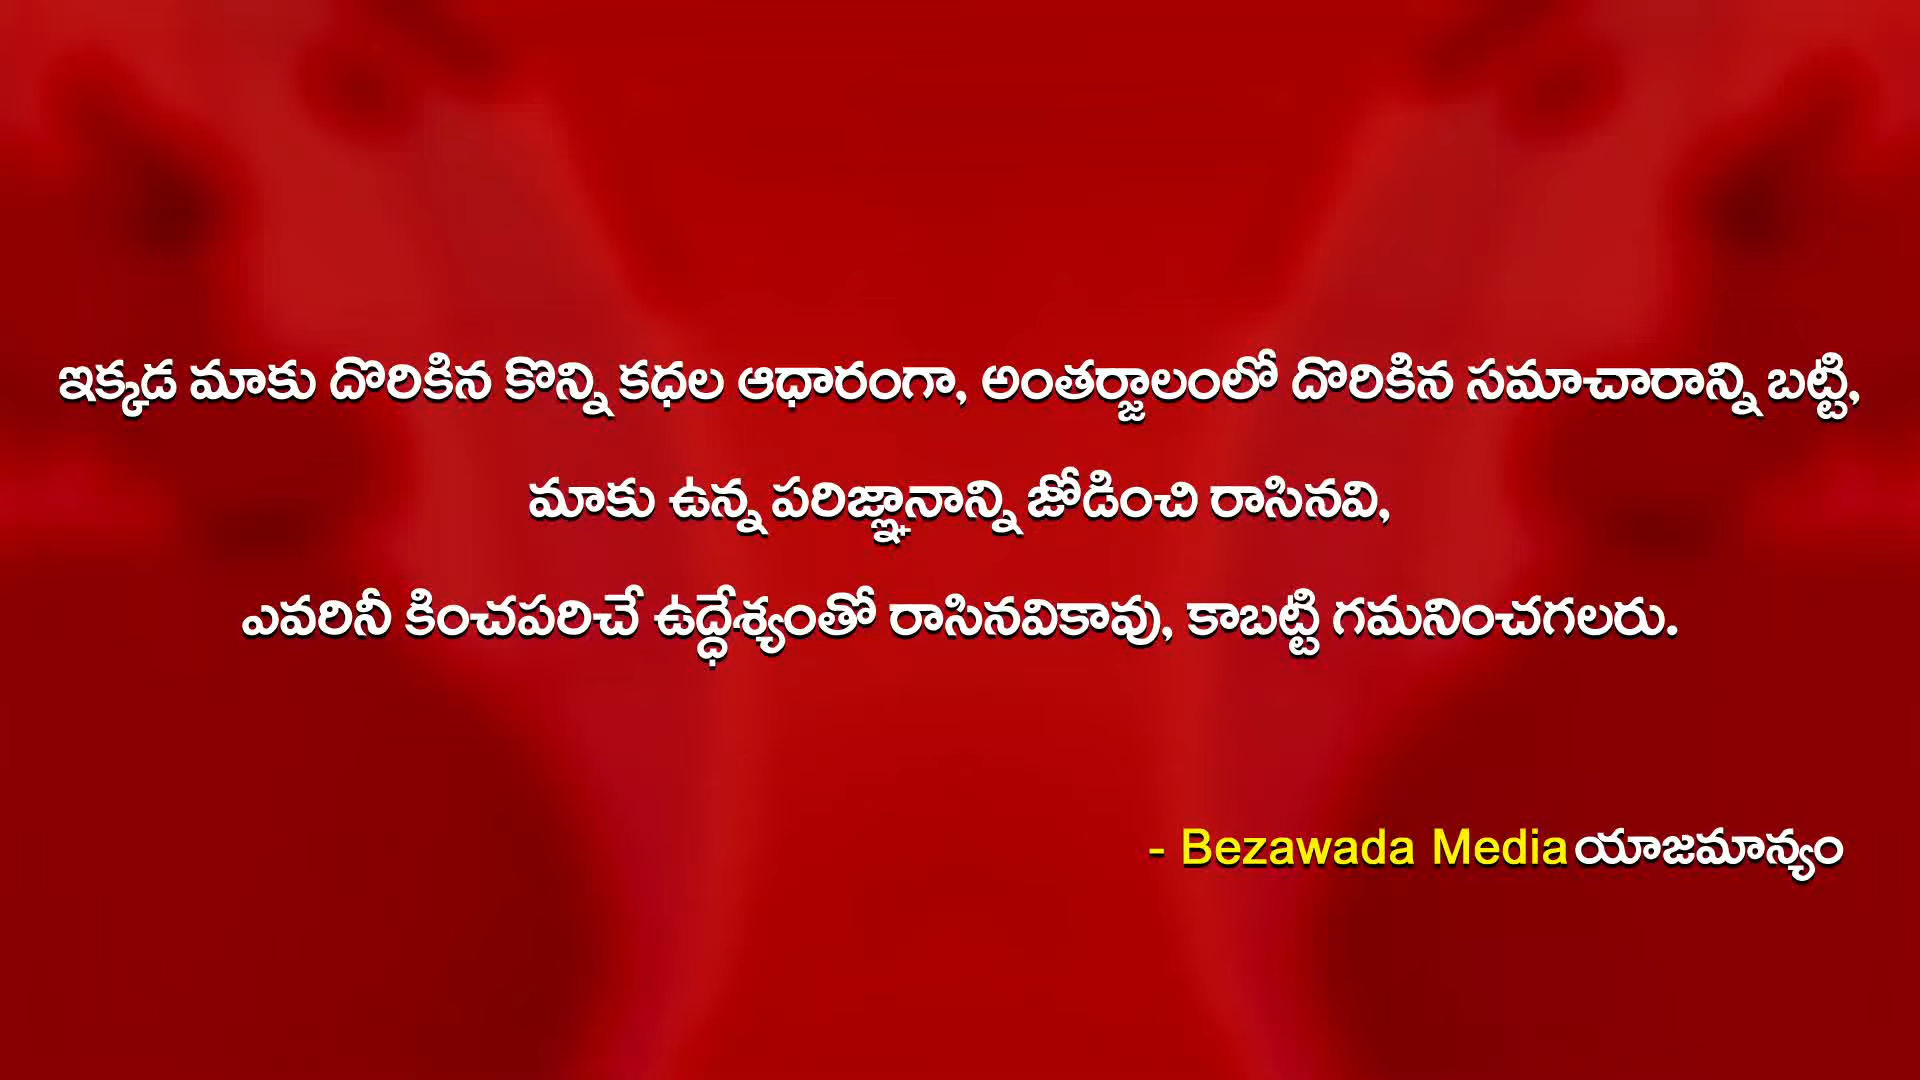 ఇక్కడ మాకు దొరికిన కొన్ని కధల ఆధారంగా, అంతర్జాలంలో దొరికిన సమాచారాన్ని బట్టి,
మాకు ఉన్న పరిజ్ఞానాన్ని జోడించి రాసినవి,
ఎవరినీ కించపరిచే ఉద్ధేశ్యంతో రాసినవికావు, కాబట్టి గమనించగలరు.
- Bezawada Media యాజమాన్యం